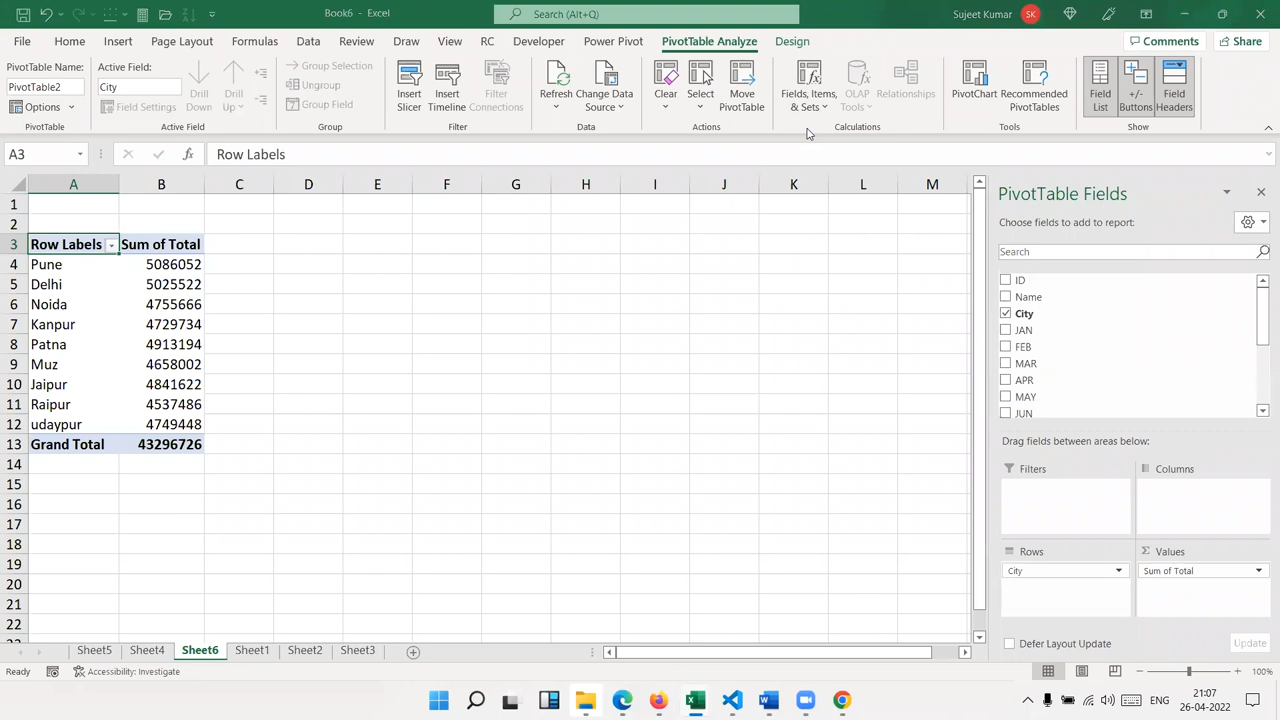 Book6 - Excel
Search (Alt+Q)
Sujeet Kumar
SK
File
Home
Insert
Page Layout
Formulas
Data
Review
View
Draw
RC
Developer
Power Pivot
PivotTable Analyze
Design
Comments
Share
PivotTable Name:
PivotTable2
Options
PivotTable
Active Field:
City
Field Settings
Drill Down
Drill Up
Active Field
Group Selection
Ungroup
Group Field
Group
Insert Slicer
Insert Timeline
Filter Connections
Filter
Refresh
Change Data Source
Data
Clear
Select
Move PivotTable
Actions
Fields, Items, & Sets
OLAP Tools
Relationships
Calculations
PivotChart
Recommended PivotTables
Tools
Field List
+/- Buttons
Field Headers
Show
A3
fx
Row Labels
A B C D E F G H I J K L M
1
2
3 Row Labels Sum of Total
4 Pune 5086052
5 Delhi 5025522
6 Noida 4755666
7 Kanpur 4729734
8 Patna 4913194
9 Muz 4658002
10 Jaipur 4841622
11 Raipur 4537486
12 udaypur 4749448
13 Grand Total 43296726
14
15
16
17
18
19
20
21
22
PivotTable Fields
Choose fields to add to report:
Search
ID
Name
City
JAN
FEB
MAR
APR
MAY
JUN
Drag fields between areas below:
Filters
Columns
Rows
Values
City
Sum of Total
Defer Layout Update
Update
Sheet5 Sheet4 Sheet6 Sheet1 Sheet2 Sheet3
Ready
Accessibility: Investigate
100%
ENG
21:07
26-04-2022